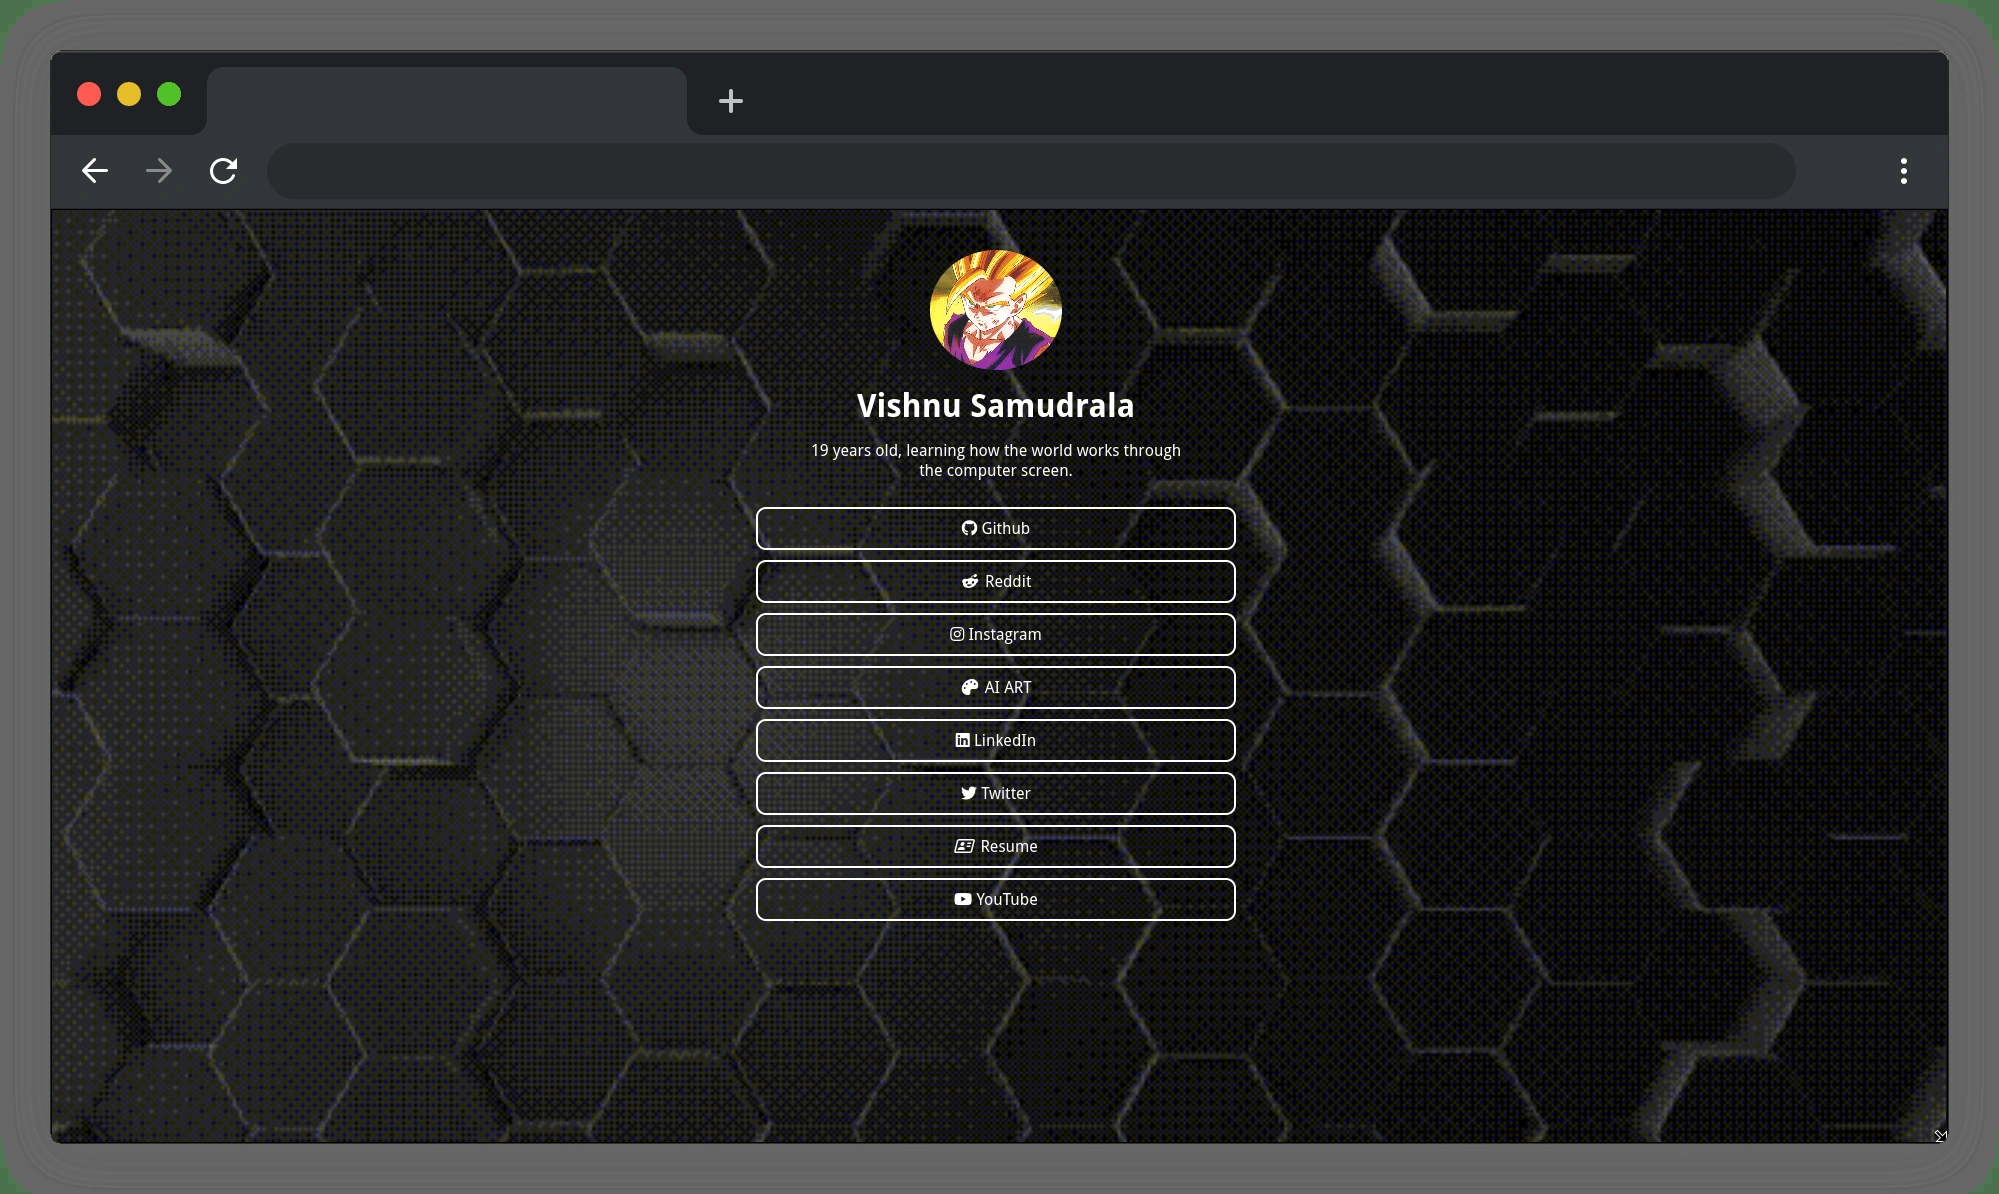 Vishnu Samudrala
19 years old, learning how the world works through
the computer screen.
Github
Reddit
Instagram
AI ART
LinkedIn
Twitter
Resume
YouTube